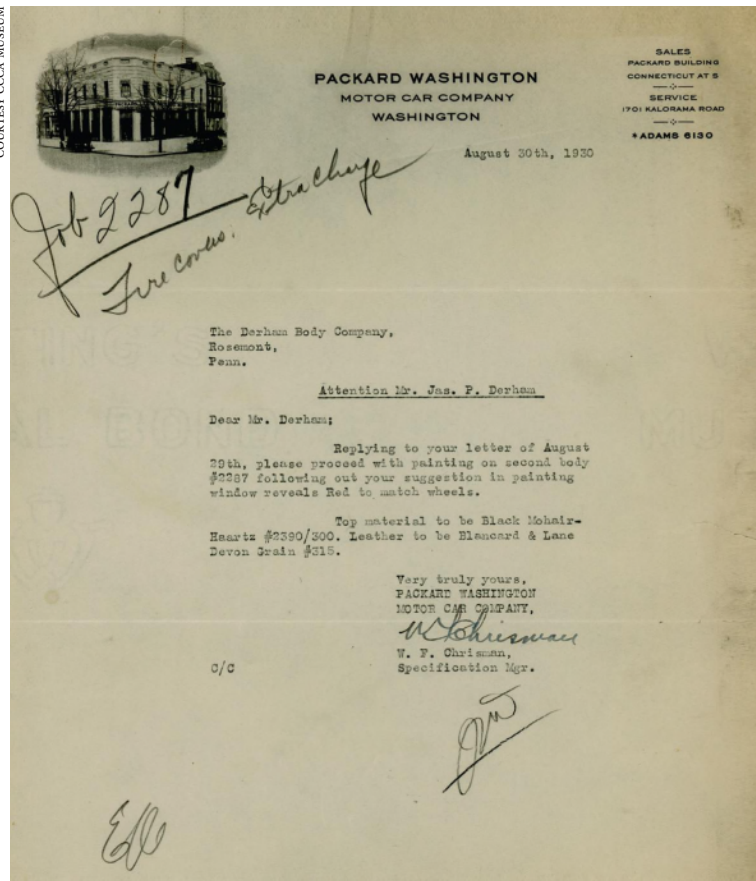 COURTESY CCCA MUSEUM
PACKARD WASHINGTON
MOTOR CAR COMPANY
WASHINGTON
SALES
PACKARD BUILDING
CONNECTICUT AT S
SERVICE
1701 KALORAMA ROAD
*ADAMS 6130
August 30th, 1930
Job 2287
Extra Charge
Tire covers.
The Derham Body Company,
Rosemont,
Penn.
Attention Mr. Jas. P. Derham
Dear Mr. Derham;
Replying to your letter of August
29th, please proceed with painting on second body
#2287 following out your suggestion in painting
window reveals Red to match wheels.
Top material to be Black Mohair-
Haartz #2390/300. Leather to be Blancard & Lane
Devon Grain #315.
Very truly yours,
PACKARD WASHINGTON
MOTOR CAR COMPANY,
W F Chrisman
W. F. Chrisman,
C/C
Specification Mgr.